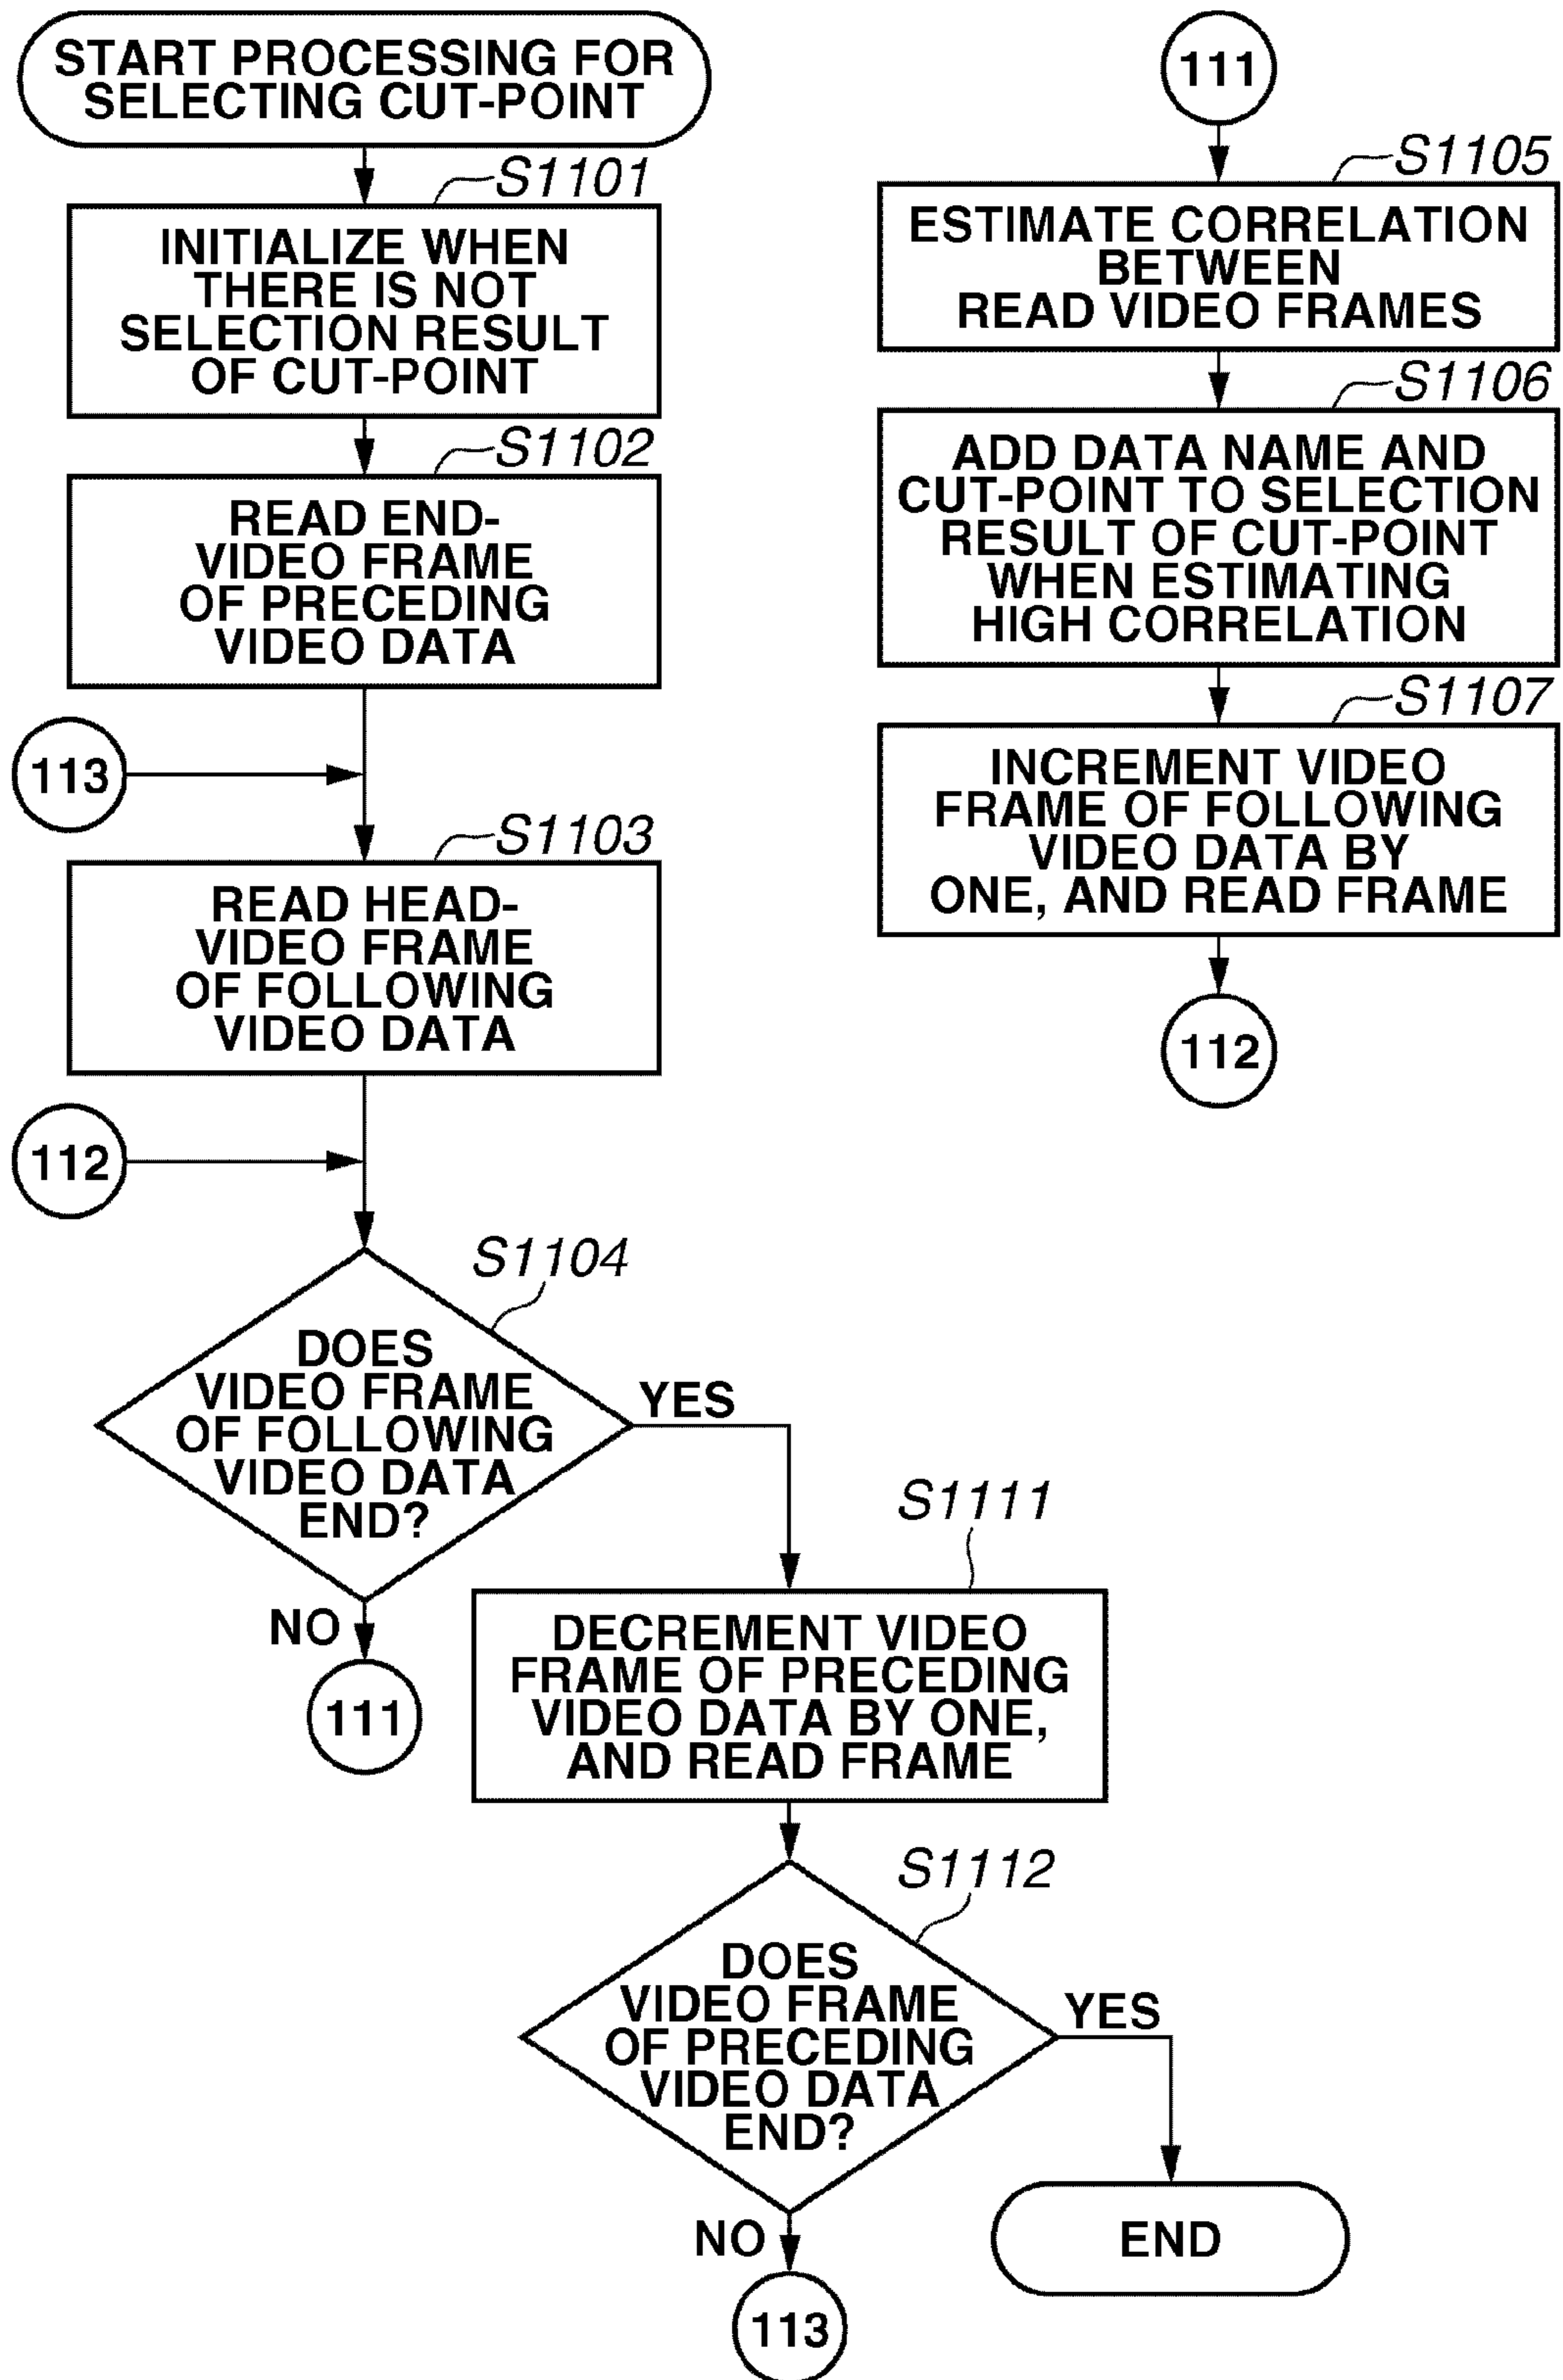 START PROCESSING FOR
SELECTING CUT-POINT
S1101
INITIALIZE WHEN
THERE IS NOT
SELECTION RESULT
OF CUT-POINT
S1102
READ END-
VIDEO FRAME
OF PRECEDING
VIDEO DATA
113
S1103
READ HEAD-
VIDEO FRAME
OF FOLLOWING
VIDEO DATA
112
S1104
DOES
VIDEO FRAME
OF FOLLOWING
VIDEO DATA
END?
YES
NO
111
S1111
DECREMENT VIDEO
FRAME OF PRECEDING
VIDEO DATA BY ONE,
AND READ FRAME
S1112
DOES
VIDEO FRAME
OF PRECEDING
VIDEO DATA
END?
YES
NO
113
END
111
S1105
ESTIMATE CORRELATION
BETWEEN
READ VIDEO FRAMES
S1106
ADD DATA NAME AND
CUT-POINT TO SELECTION
RESULT OF CUT-POINT
WHEN ESTIMATING
HIGH CORRELATION
S1107
INCREMENT VIDEO
FRAME OF FOLLOWING
VIDEO DATA BY
ONE, AND READ FRAME
112